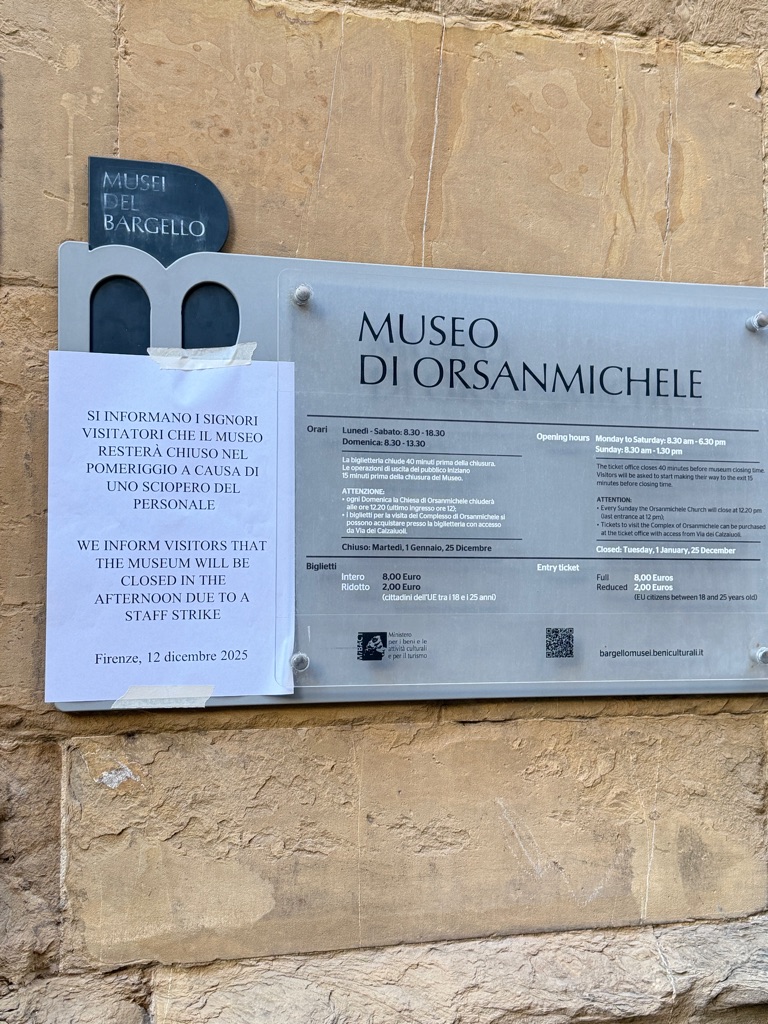 MUSEI
DEL
BARGELLO
SI INFORMANO I SIGNORI
VISITATORI CHE IL MUSEO
RESTERÀ CHIUSO NEL
POMERIGGIO A CAUSA DI
UNO SCIOPERO DEL
PERSONALE
WE INFORM VISITORS THAT
THE MUSEUM WILL BE
CLOSED IN THE
AFTERNOON DUE TO A
STAFF STRIKE
Firenze, 12 dicembre 2025
MUSEO
DI ORSANMICHELE
Orari
Lunedì - Sabato: 8.30 - 18.30
Domenica: 8.30 - 13.30
La biglietteria chiude 40 minuti prima della chiusura.
Le operazioni di uscita del pubblico iniziano
15 minuti prima della chiusura del Museo.
ATTENZIONE:
• ogni Domenica la Chiesa di Orsanmichele chiuderà
alle ore 12.20 (ultimo ingresso ore 12);
• i biglietti per la visita del Complesso di Orsanmichele si
possono acquistare presso la biglietteria con accesso
da Via dei Calzaiuoli.
Chiuso: Martedì, 1 Gennaio, 25 Dicembre
Biglietti
Intero 8,00 Euro
Ridotto 2,00 Euro
(cittadini dell'UE tra i 18 e i 25 anni)
MiBACT
Ministero
per i beni e le
attività culturali
e per il turismo
Opening hours
Monday to Saturday: 8.30 am - 6.30 pm
Sunday: 8.30 am - 1.30 pm
The ticket office closes 40 minutes before museum closing time.
Visitors will be asked to start making their way to the exit 15
minutes before closing time.
ATTENTION:
• Every Sunday the Orsanmichele Church will close at 12.20 pm
(last entrance at 12 pm);
• Tickets to visit the Complex of Orsanmichele can be purchased
at the ticket office with access from Via dei Calzaiuoli.
Closed: Tuesday, 1 January, 25 December
Entry ticket
Full 8,00 Euros
Reduced 2,00 Euros
(EU citizens between 18 and 25 years old)
bargellomusei.beniculturali.it